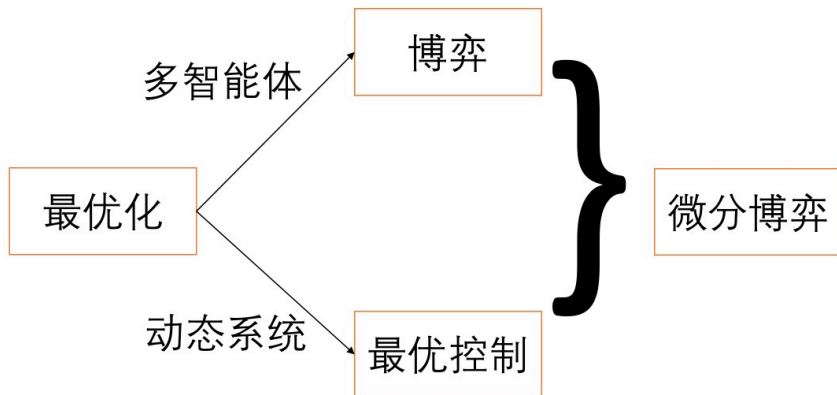 博弈
多智能体
最优化
微分博弈
动态系统
最优控制